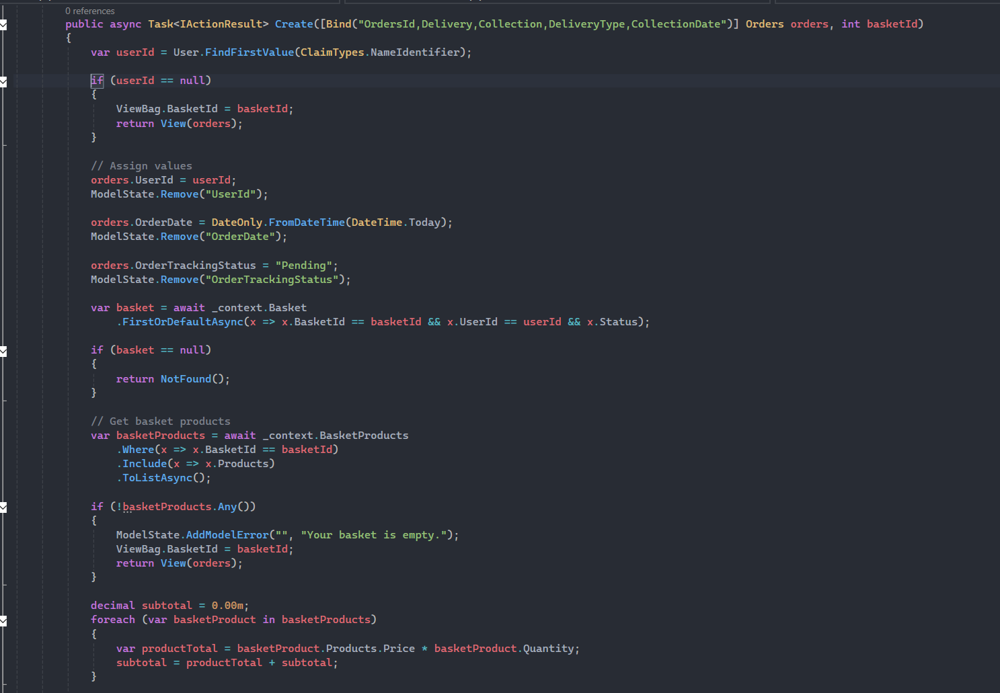 0 references
public async Task<IActionResult> Create([Bind("OrdersId,Delivery,Collection,DeliveryType,CollectionDate")] Orders orders, int basketId)
{
var userId = User.FindFirstValue(ClaimTypes.NameIdentifier);
if (userId == null)
{
ViewBag.BasketId = basketId;
return View(orders);
}
// Assign values
orders.UserId = userId;
ModelState.Remove("UserId");
orders.OrderDate = DateOnly.FromDateTime(DateTime.Today);
ModelState.Remove("OrderDate");
orders.OrderTrackingStatus = "Pending";
ModelState.Remove("OrderTrackingStatus");
var basket = await _context.Basket
.FirstOrDefaultAsync(x => x.BasketId == basketId && x.UserId == userId && x.Status);
if (basket == null)
{
return NotFound();
}
// Get basket products
var basketProducts = await _context.BasketProducts
.Where(x => x.BasketId == basketId)
.Include(x => x.Products)
.ToListAsync();
if (!basketProducts.Any())
{
ModelState.AddModelError("", "Your basket is empty.");
ViewBag.BasketId = basketId;
return View(orders);
}
decimal subtotal = 0.00m;
foreach (var basketProduct in basketProducts)
{
var productTotal = basketProduct.Products.Price * basketProduct.Quantity;
subtotal = productTotal + subtotal;
}